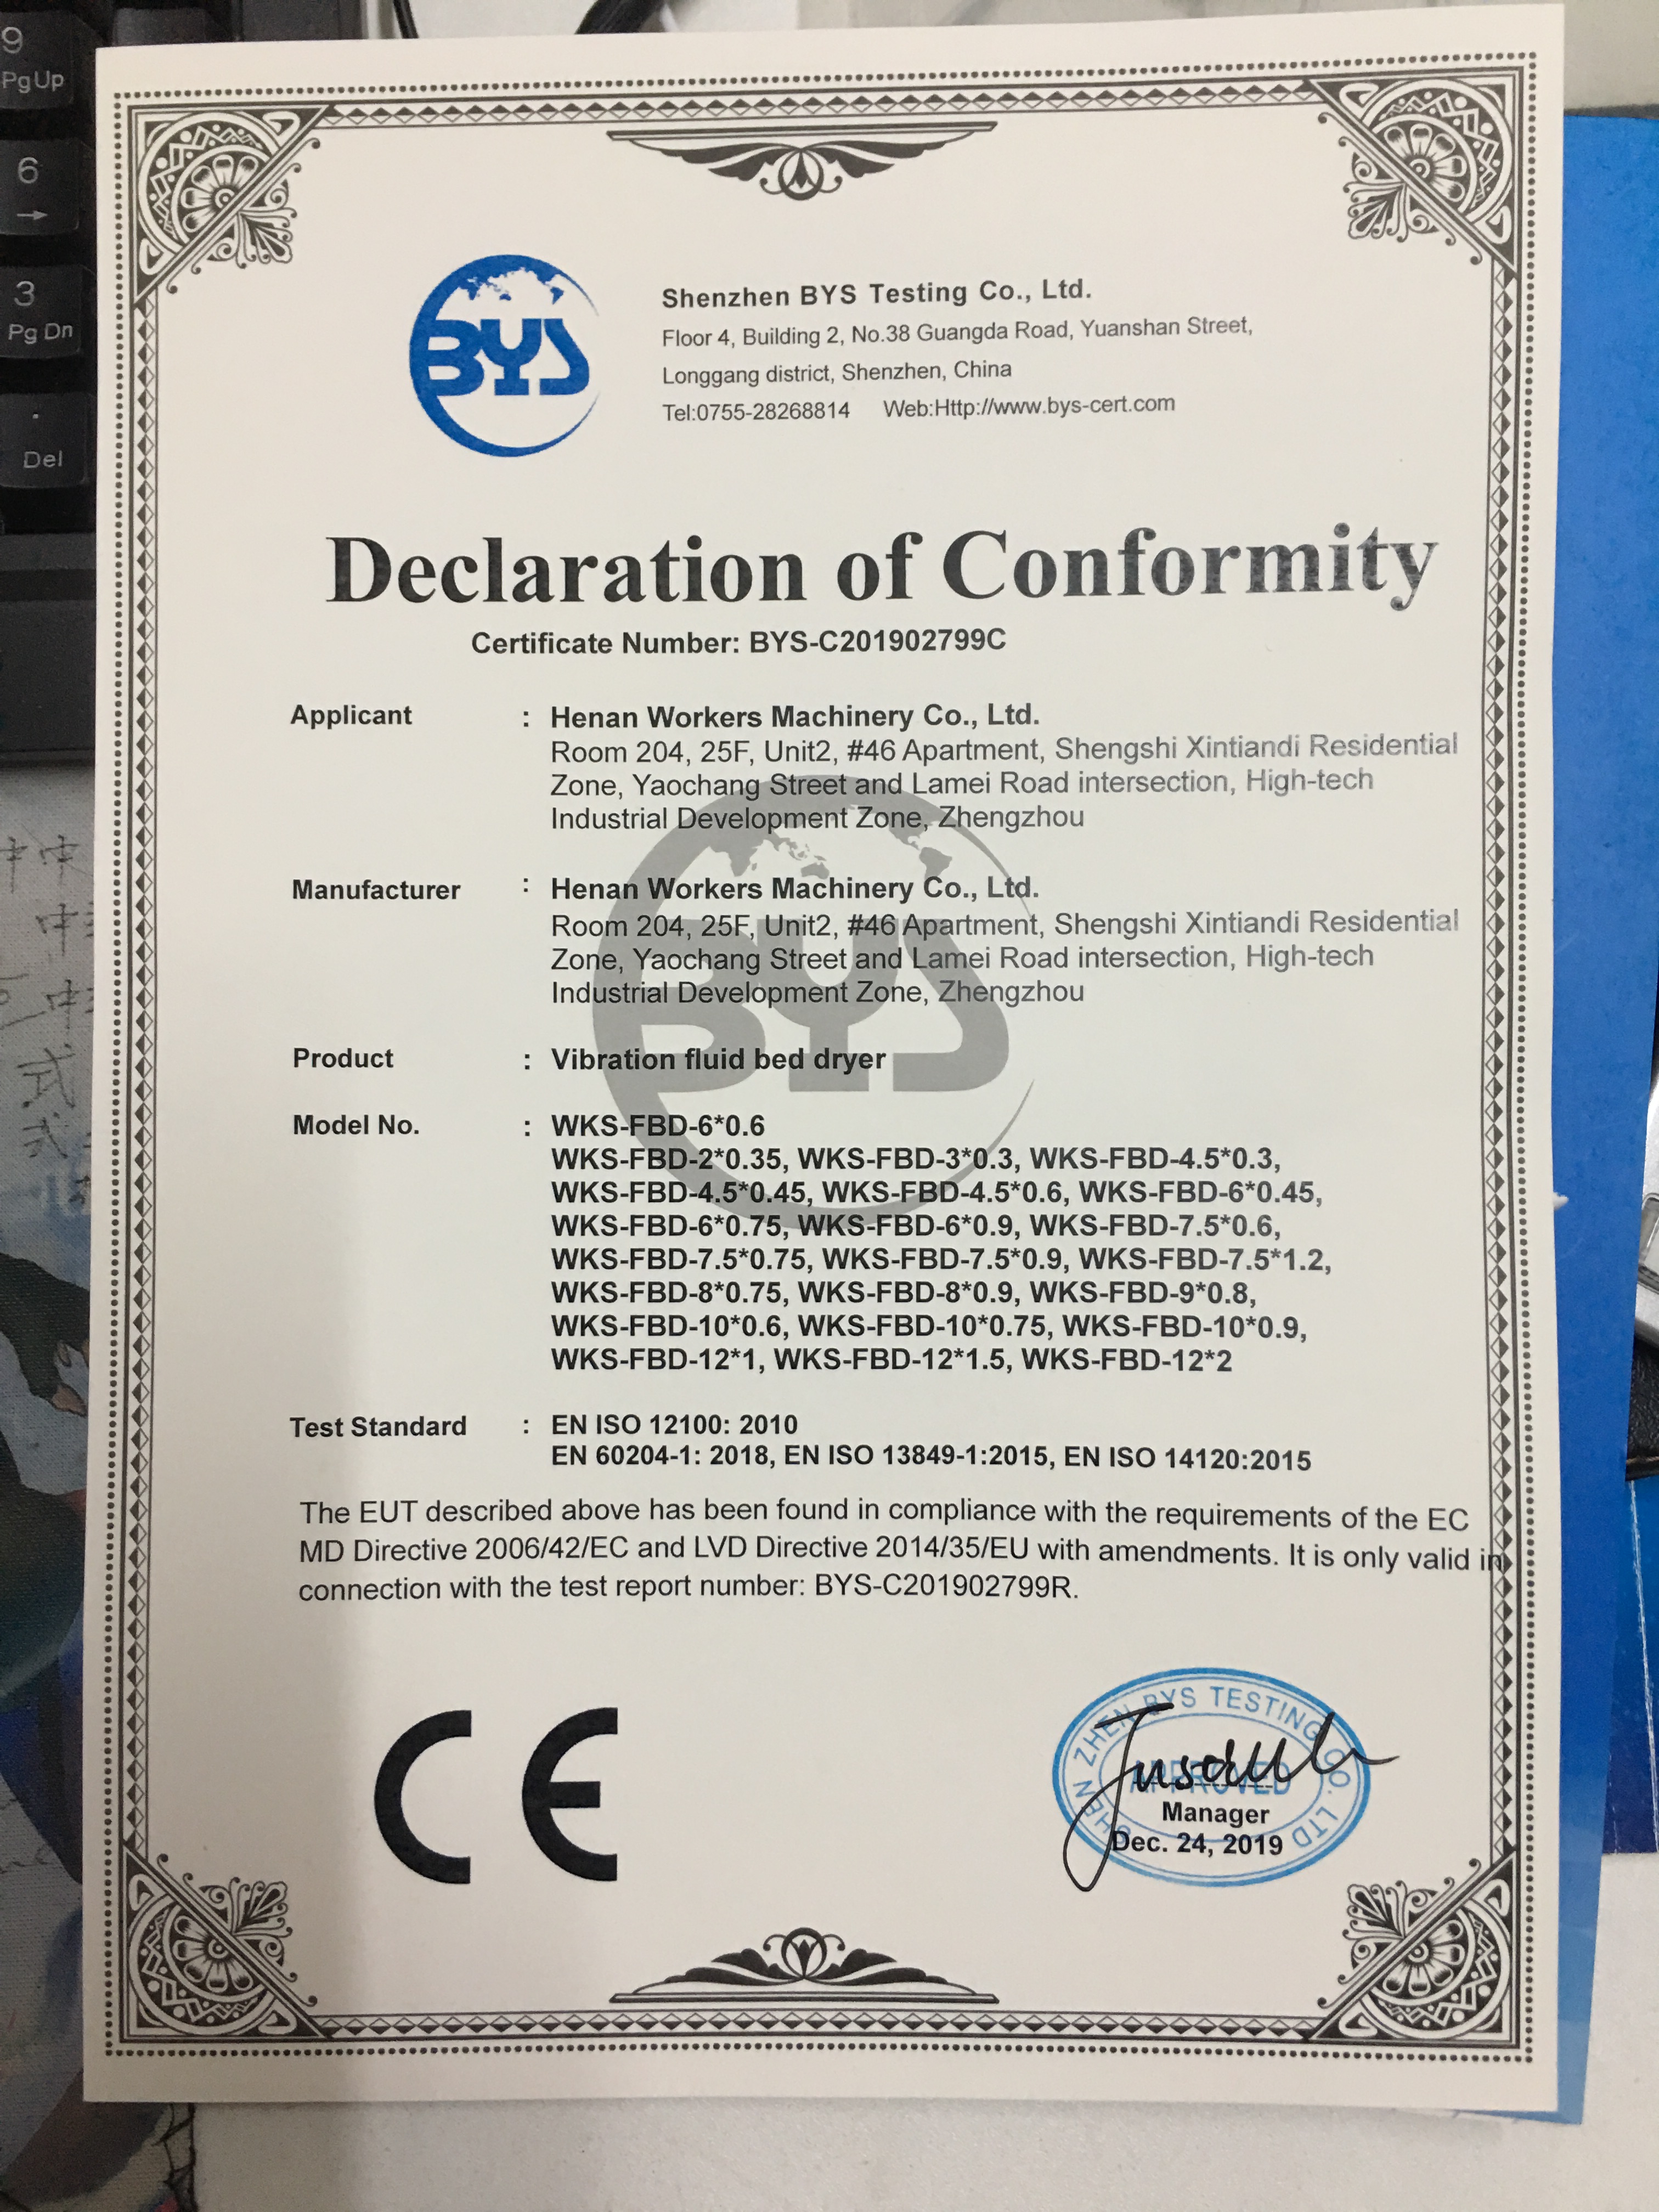 9
PgUp
6
→
3
Pg Dn
.
Del
BYS
Shenzhen BYS Testing Co., Ltd.
Floor 4, Building 2, No.38 Guangda Road, Yuanshan Street,
Longgang district, Shenzhen, China
Tel:0755-28268814 Web:Http://www.bys-cert.com
Declaration of Conformity
Certificate Number: BYS-C201902799C
Applicant : Henan Workers Machinery Co., Ltd.
Room 204, 25F, Unit2, #46 Apartment, Shengshi Xintiandi Residential
Zone, Yaochang Street and Lamei Road intersection, High-tech
Industrial Development Zone, Zhengzhou
Manufacturer : Henan Workers Machinery Co., Ltd.
Room 204, 25F, Unit2, #46 Apartment, Shengshi Xintiandi Residential
Zone, Yaochang Street and Lamei Road intersection, High-tech
Industrial Development Zone, Zhengzhou
BYS
Product : Vibration fluid bed dryer
Model No. : WKS-FBD-6*0.6
WKS-FBD-2*0.35, WKS-FBD-3*0.3, WKS-FBD-4.5*0.3,
WKS-FBD-4.5*0.45, WKS-FBD-4.5*0.6, WKS-FBD-6*0.45,
WKS-FBD-6*0.75, WKS-FBD-6*0.9, WKS-FBD-7.5*0.6,
WKS-FBD-7.5*0.75, WKS-FBD-7.5*0.9, WKS-FBD-7.5*1.2,
WKS-FBD-8*0.75, WKS-FBD-8*0.9, WKS-FBD-9*0.8,
WKS-FBD-10*0.6, WKS-FBD-10*0.75, WKS-FBD-10*0.9,
WKS-FBD-12*1, WKS-FBD-12*1.5, WKS-FBD-12*2
Test Standard : EN ISO 12100: 2010
EN 60204-1: 2018, EN ISO 13849-1:2015, EN ISO 14120:2015
The EUT described above has been found in compliance with the requirements of the EC
MD Directive 2006/42/EC and LVD Directive 2014/35/EU with amendments. It is only valid in
connection with the test report number: BYS-C201902799R.
CE
SHEN ZHEN BYS TESTING CO. LTD
APPROVED
Manager
Dec. 24, 2019